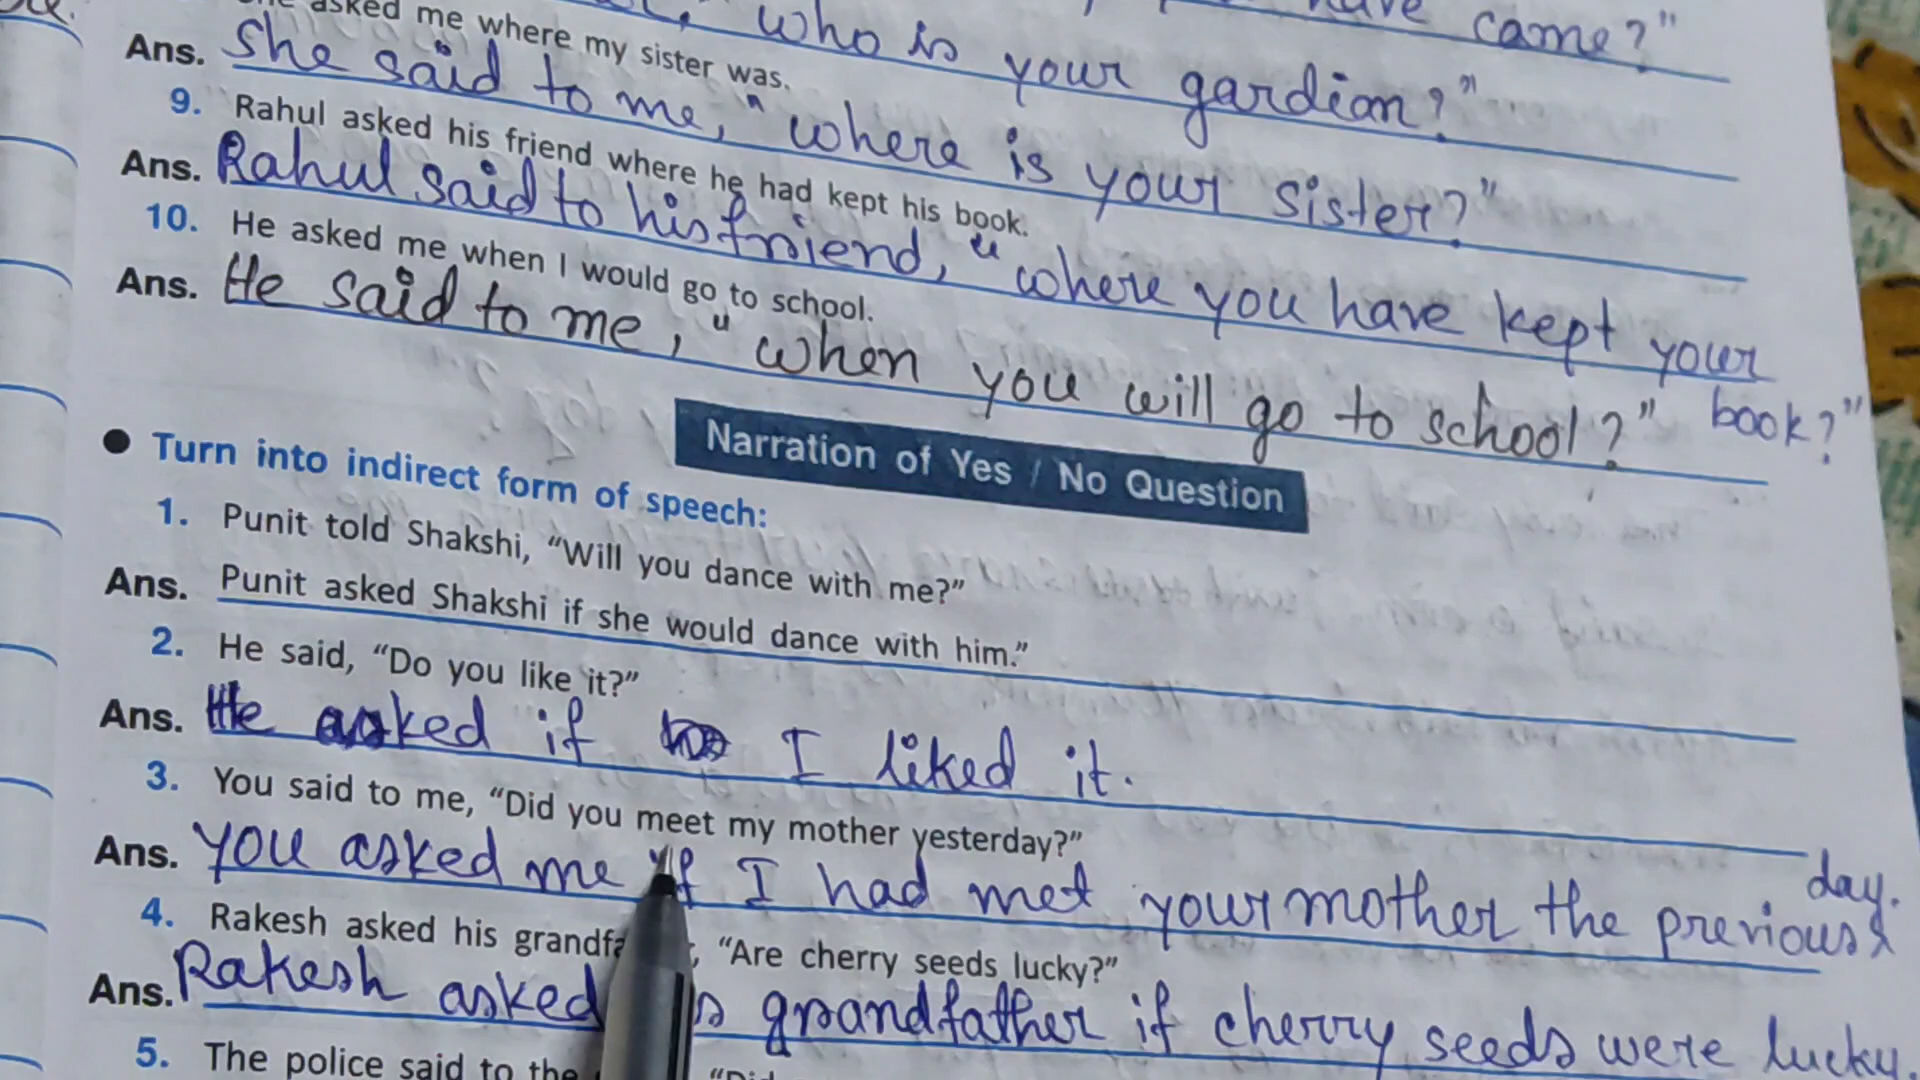 have came?"
who is your gardian?"
asked me where my sister was.
Ans. She said to me, "where is your sister?"
9. Rahul asked his friend where he had kept his book.
Ans. Rahul said to his friend, "where you have kept your book?"
10. He asked me when I would go to school.
Ans. He said to me, "when you will go to school?"
Narration of Yes / No Question
● Turn into indirect form of speech:
1. Punit told Shakshi, “Will you dance with me?”
Ans. Punit asked Shakshi if she would dance with him.”
2. He said, “Do you like it?”
Ans. He asked if I liked it.
3. You said to me, “Did you meet my mother yesterday?”
Ans. You asked me if I had met your mother the previous day.
4. Rakesh asked his , “Are cherry seeds lucky?”
Ans. Rakesh asked grandfather if cherry seeds were lucky.
5. The police said to the